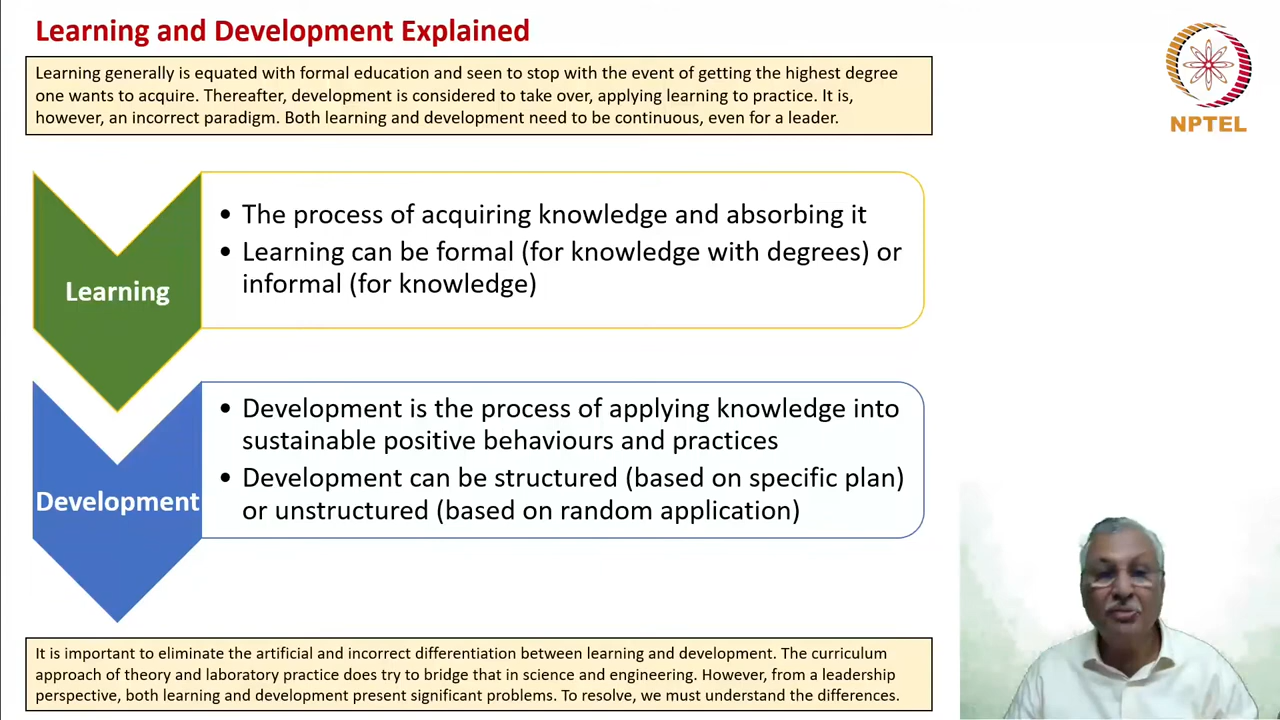 Learning and Development Explained
Learning generally is equated with formal education and seen to stop with the event of getting the highest degree
one wants to acquire. Thereafter, development is considered to take over, applying learning to practice. It is,
however, an incorrect paradigm. Both learning and development need to be continuous, even for a leader.
NPTEL
Learning
• The process of acquiring knowledge and absorbing it
• Learning can be formal (for knowledge with degrees) or
informal (for knowledge)
Development
• Development is the process of applying knowledge into
sustainable positive behaviours and practices
• Development can be structured (based on specific plan)
or unstructured (based on random application)
It is important to eliminate the artificial and incorrect differentiation between learning and development. The curriculum
approach of theory and laboratory practice does try to bridge that in science and engineering. However, from a leadership
perspective, both learning and development present significant problems. To resolve, we must understand the differences.